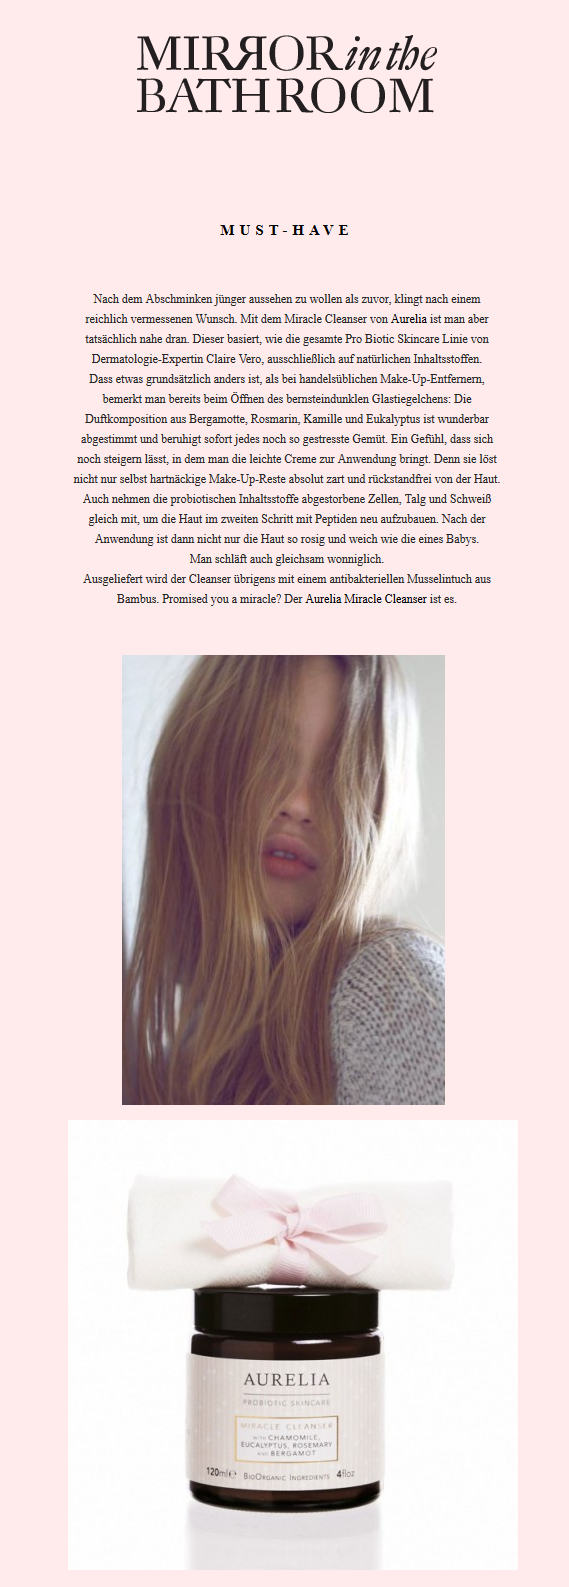 MIRROR in the
BATHROOM
MUST-HAVE
Nach dem Abschminken jünger aussehen zu wollen als zuvor, klingt nach einem
reichlich vermessenen Wunsch. Mit dem Miracle Cleanser von Aurelia ist man aber
tatsächlich nahe dran. Dieser basiert, wie die gesamte Pro Biotic Skincare Linie von
Dermatologie-Expertin Claire Vero, ausschließlich auf natürlichen Inhaltsstoffen.
Dass etwas grundsätzlich anders ist, als bei handelsüblichen Make-Up-Entfernern,
bemerkt man bereits beim Öffnen des bernsteindunklen Glastiegelchens: Die
Duftkomposition aus Bergamotte, Rosmarin, Kamille und Eukalyptus ist wunderbar
abgestimmt und beruhigt sofort jedes noch so gestresste Gemüt. Ein Gefühl, dass sich
noch steigern lässt, in dem man die leichte Creme zur Anwendung bringt. Denn sie löst
nicht nur selbst hartnäckige Make-Up-Reste absolut zart und rückstandfrei von der Haut.
Auch nehmen die probiotischen Inhaltsstoffe abgestorbene Zellen, Talg und Schweiß
gleich mit, um die Haut im zweiten Schritt mit Peptiden neu aufzubauen. Nach der
Anwendung ist dann nicht nur die Haut so rosig und weich wie die eines Babys.
Man schläft auch gleichsam wonniglich.
Ausgeliefert wird der Cleanser übrigens mit einem antibakteriellen Musselintuch aus
Bambus. Promised you a miracle? Der Aurelia Miracle Cleanser ist es.
AURELIA
PROBIOTIC SKINCARE
MIRACLE CLEANSER
WITH CHAMOMILE,
EUCALYPTUS, ROSEMARY
AND BERGAMOT
120ml℮ BIOORGANIC INGREDIENTS 4floz